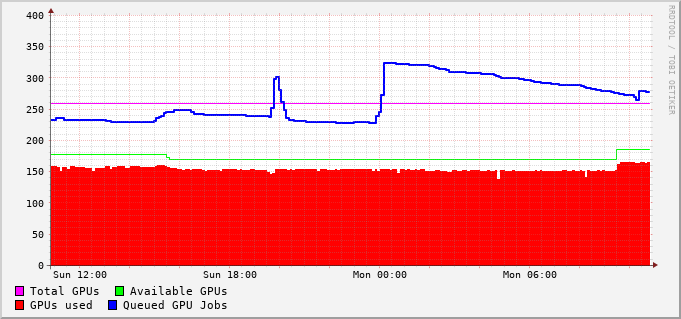 400
350
300
250
200
150
100
50
0
Sun 12:00 Sun 18:00 Mon 00:00 Mon 06:00
Total GPUs Available GPUs
GPUs used Queued GPU Jobs
RRDTOOL / TOBI OETIKER